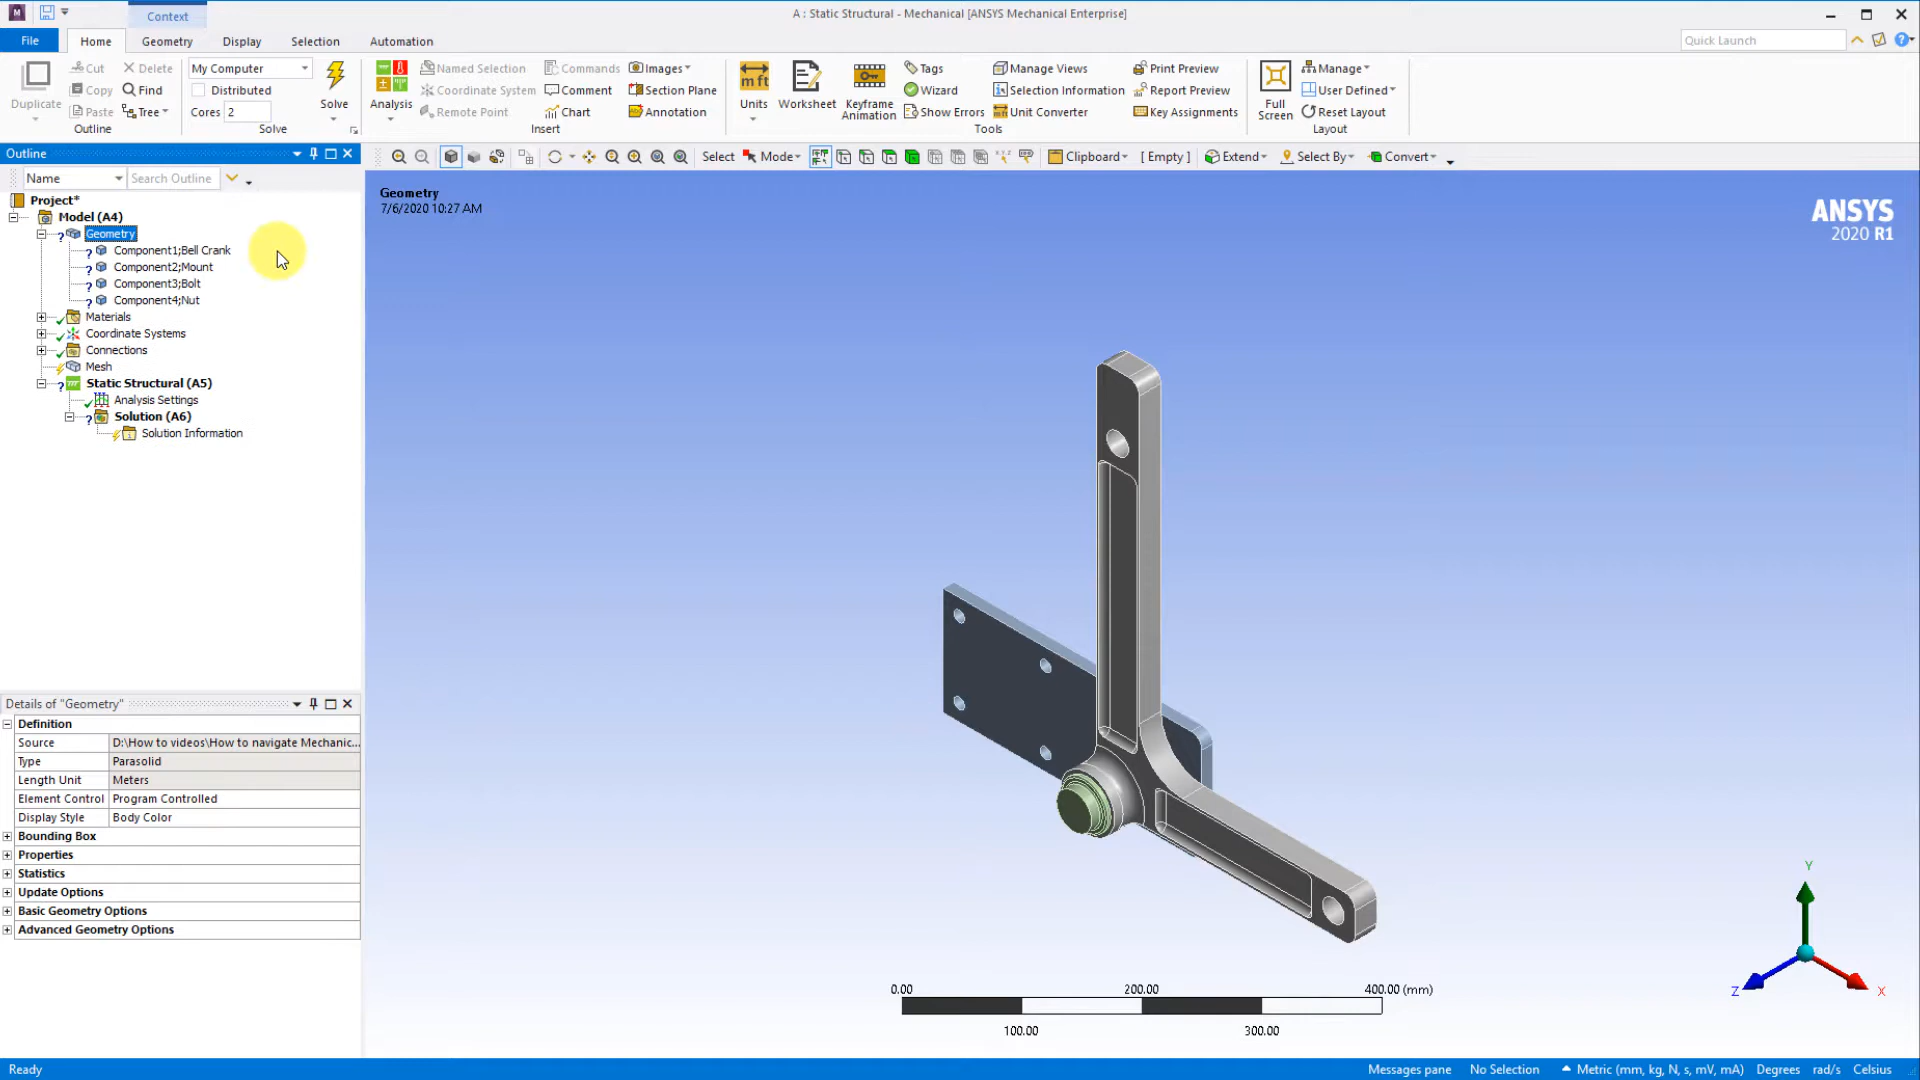 A : Static Structural - Mechanical [ANSYS Mechanical Enterprise]
Context
File Home Geometry Display Selection Automation
Quick Launch
Duplicate
Cut
Copy
Paste
Delete
Find
Tree
Outline
My Computer
Distributed
Cores 2
Solve
Solve
Analysis
Named Selection
Coordinate System
Remote Point
Commands
Comment
Chart
Images
Section Plane
Annotation
Insert
Units
Worksheet
Keyframe
Animation
Tags
Wizard
Show Errors
Manage Views
Selection Information
Unit Converter
Print Preview
Report Preview
Key Assignments
Tools
Full
Screen
Manage
User Defined
Reset Layout
Layout
Outline
Name Search Outline
Select Mode Clipboard [ Empty ] Extend Select By Convert
Project*
Model (A4)
Geometry
Component1;Bell Crank
Component2;Mount
Component3;Bolt
Component4;Nut
Materials
Coordinate Systems
Connections
Mesh
Static Structural (A5)
Analysis Settings
Solution (A6)
Solution Information
Geometry
7/6/2020 10:27 AM
ANSYS
2020 R1
Details of "Geometry"
Definition
Source D:\How to videos\How to navigate Mechanic...
Type Parasolid
Length Unit Meters
Element Control Program Controlled
Display Style Body Color
Bounding Box
Properties
Statistics
Update Options
Basic Geometry Options
Advanced Geometry Options
0.00 200.00 400.00 (mm)
100.00 300.00
Y
Z
X
Ready
Messages pane No Selection Metric (mm, kg, N, s, mV, mA) Degrees rad/s Celsius